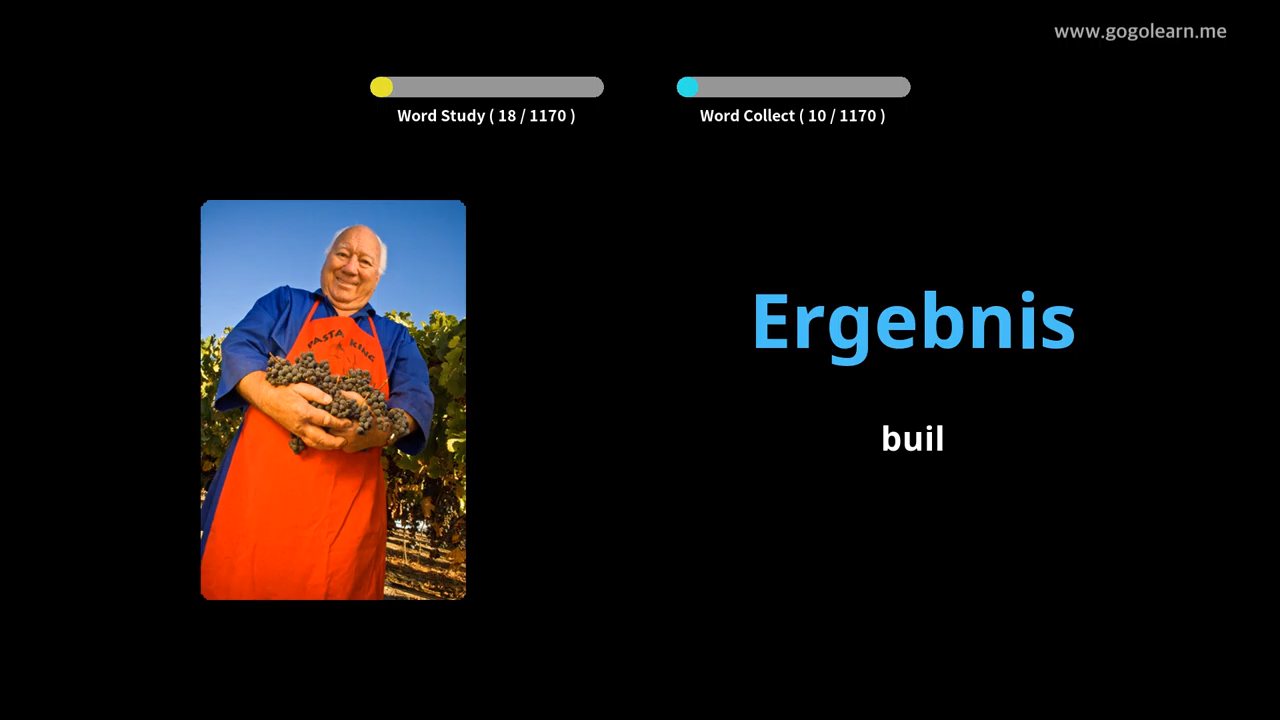 www.gogolearn.me
Word Study ( 18 / 1170 )
Word Collect ( 10 / 1170 )
PASTA KING
Ergebnis
buil